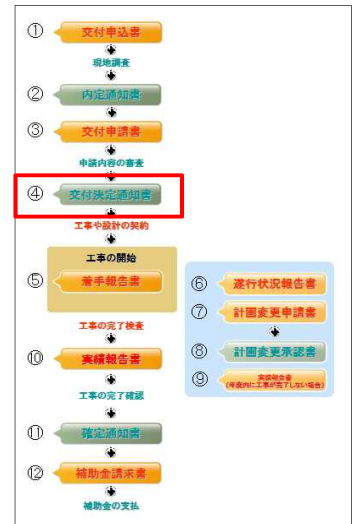 ① 交付申込書
現地調査
② 内定通知書
③ 交付申請書
申請内容の審査
④ 交付決定通知書
工事や設計の契約
工事の開始
⑤ 着手報告書
⑥ 遂行状況報告書
⑦ 計画変更申請書
⑧ 計画変更承認書
⑨ 実績報告書
(年度内に工事が完了しない場合)
工事の完了検査
⑩ 実績報告書
工事の完了確認
⑪ 確定通知書
⑫ 補助金請求書
補助金の支払